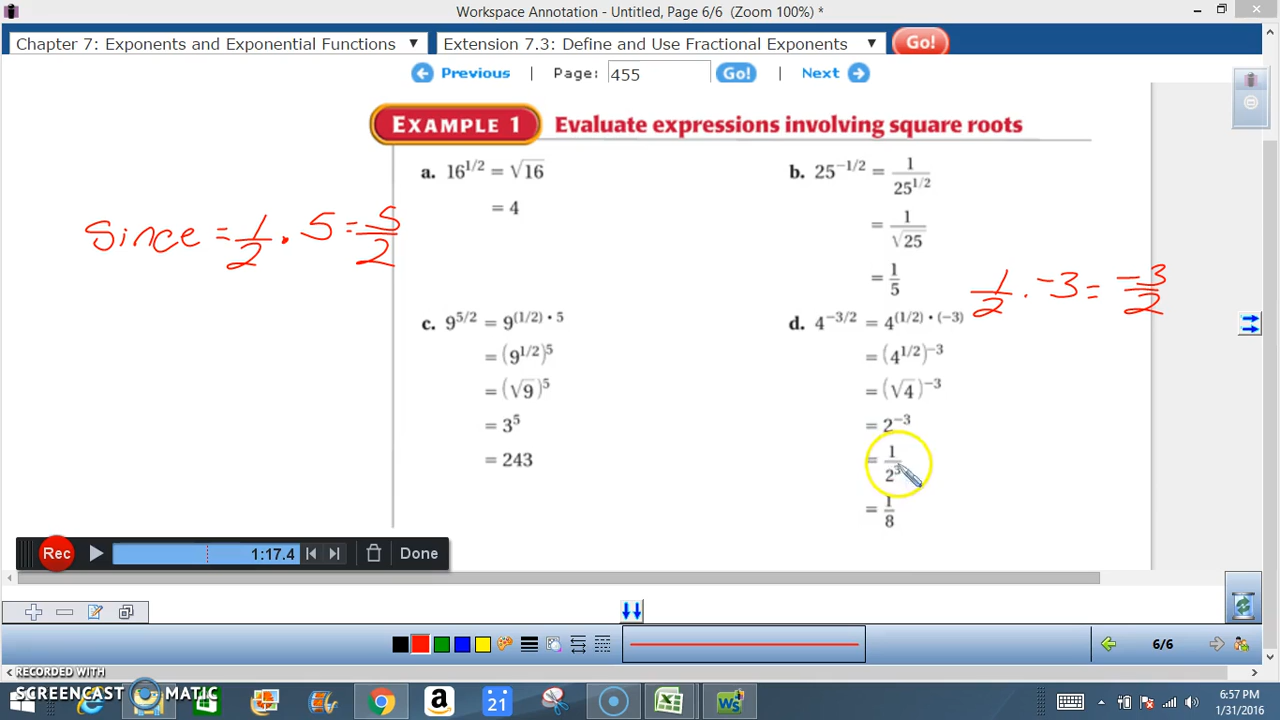 Workspace Annotation - Untitled, Page 6/6 (Zoom 100%) *
Chapter 7: Exponents and Exponential Functions ▼ Extension 7.3: Define and Use Fractional Exponents ▼ Go!
Previous | Page: 455 Go! | Next
EXAMPLE 1 Evaluate expressions involving square roots
a. 16^{1/2} = √16
= 4
b. 25^{-1/2} = 1/25^{1/2}
= 1/√25
= 1/5
Since = 1/2 · 5 = 5/2
1/2 · -3 = -3/2
c. 9^{5/2} = 9^{(1/2) • 5}
= (9^{1/2})^5
= (√9)^5
= 3^5
= 243
d. 4^{-3/2} = 4^{(1/2) • (-3)}
= (4^{1/2})^{-3}
= (√4)^{-3}
= 2^{-3}
= 1/2^3
= 1/8
Rec 1:17.4 Done
6/6
RECORDED WITH
SCREENCAST MATIC
a 21 WS
6:57 PM
1/31/2016